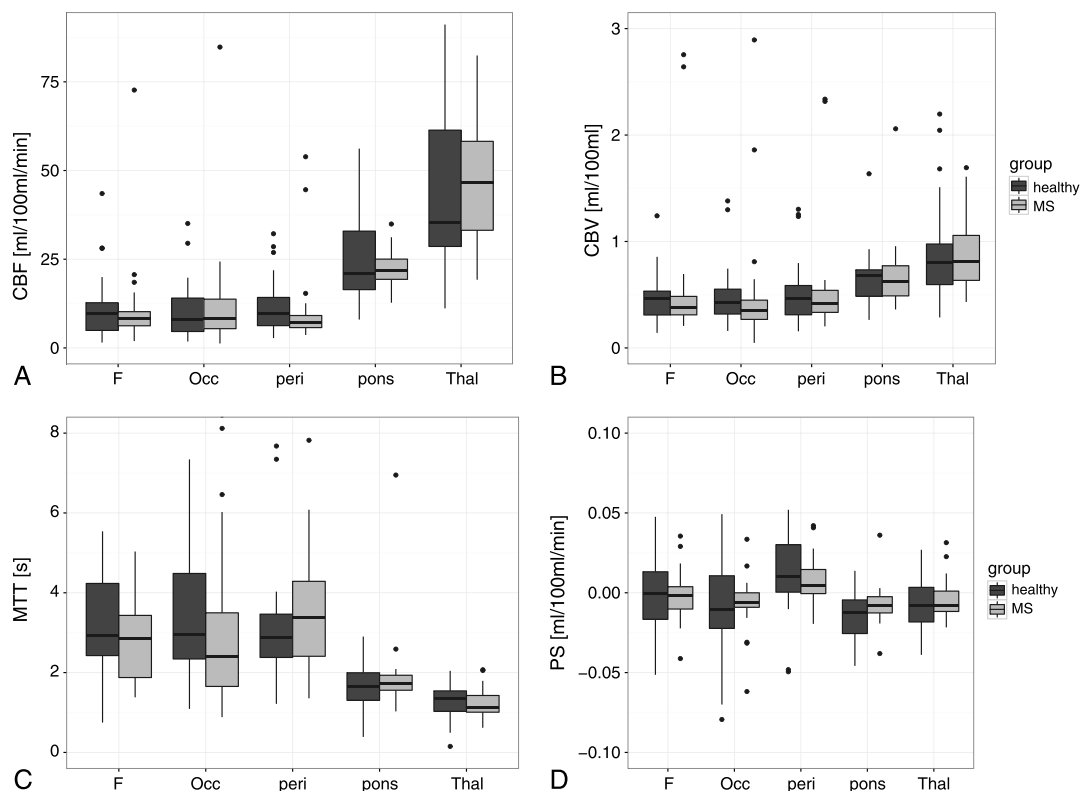 CBF [ml/100ml/min]
75
50
25
0
F Occ peri pons Thal
A
CBV [ml/100ml]
3
2
1
0
F Occ peri pons Thal
B
group
healthy
MS
MTT [s]
8
6
4
2
0
F Occ peri pons Thal
C
PS [ml/100ml/min]
0.10
0.05
0.00
−0.05
−0.10
F Occ peri pons Thal
D
group
healthy
MS